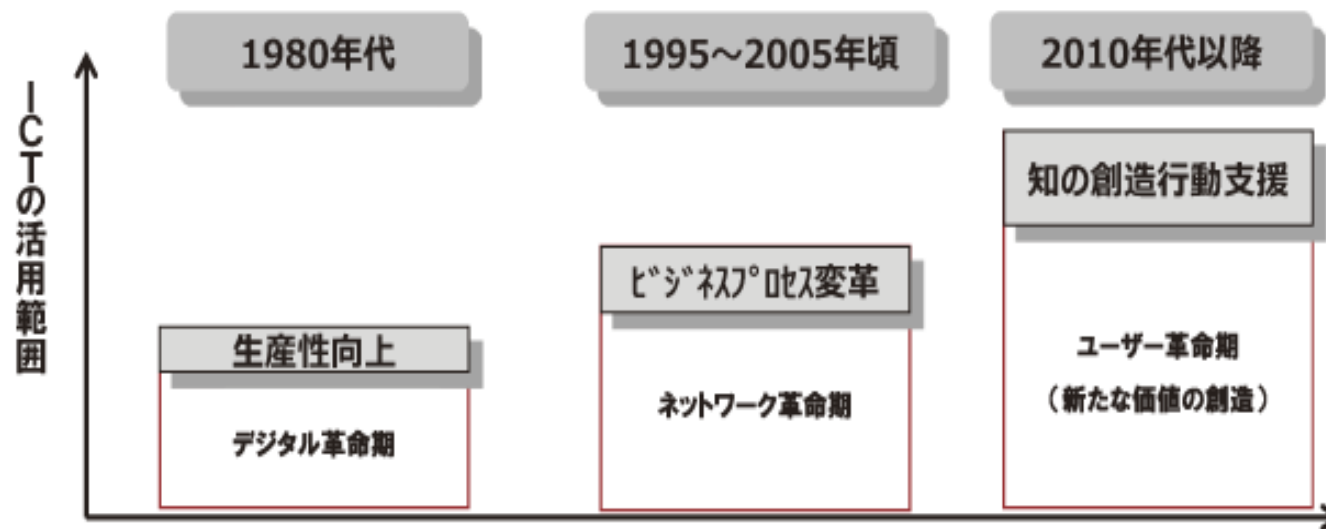 1980年代
1995～2005年頃
2010年代以降
ICTの活用範囲
生産性向上
デジタル革命期
ﾋﾞｼﾞﾈｽﾌﾟﾛｾｽ変革
ネットワーク革命期
知の創造行動支援
ユーザー革命期
（新たな価値の創造）